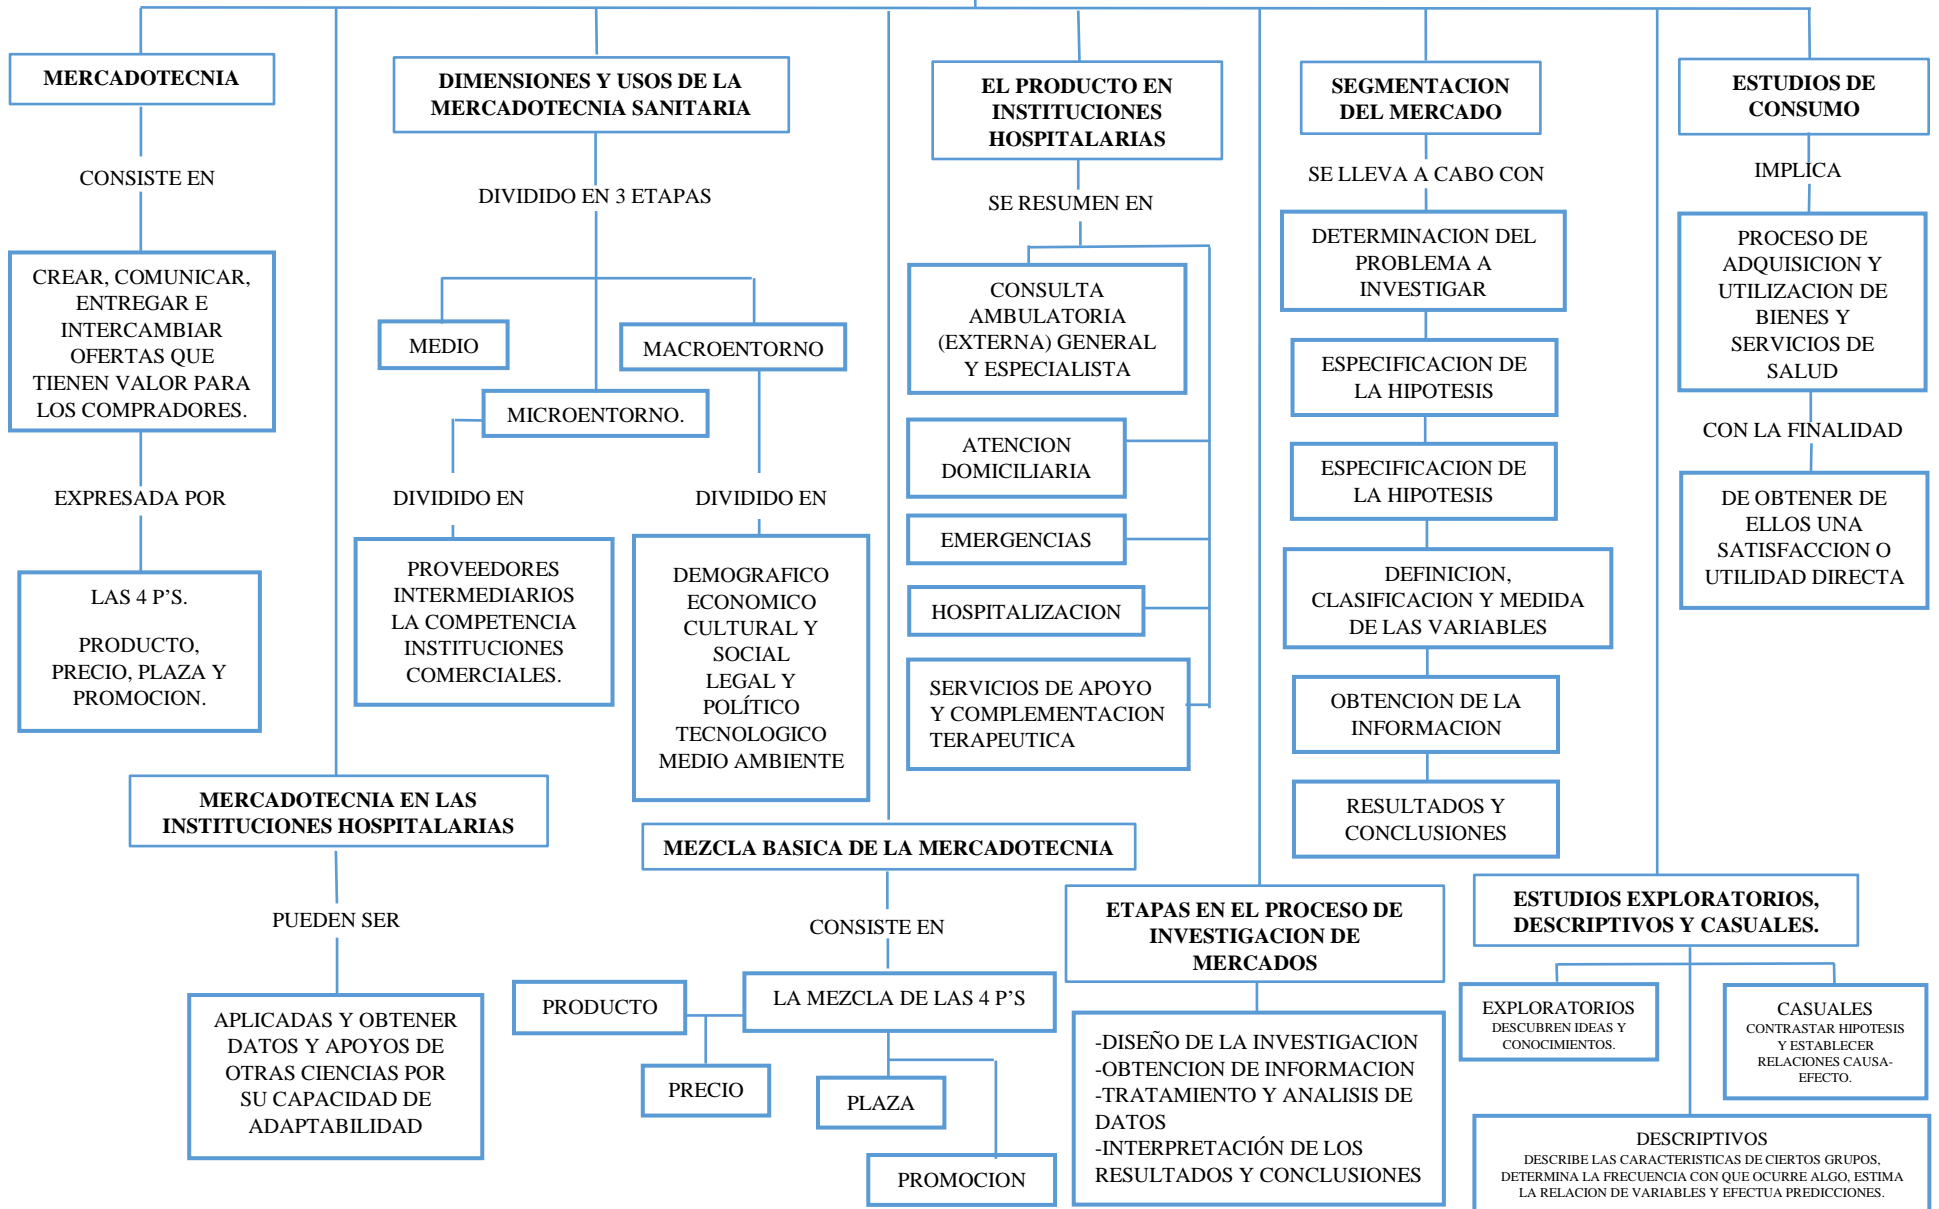 MERCADOTECNIA
CONSISTE EN
CREAR, COMUNICAR,
ENTREGAR E
INTERCAMBIAR
OFERTAS QUE
TIENEN VALOR PARA
LOS COMPRADORES.
EXPRESADA POR
LAS 4 P’S.
PRODUCTO,
PRECIO, PLAZA Y
PROMOCION.
MERCADOTECNIA EN LAS
INSTITUCIONES HOSPITALARIAS
PUEDEN SER
APLICADAS Y OBTENER
DATOS Y APOYOS DE
OTRAS CIENCIAS POR
SU CAPACIDAD DE
ADAPTABILIDAD
DIMENSIONES Y USOS DE LA
MERCADOTECNIA SANITARIA
DIVIDIDO EN 3 ETAPAS
MEDIO
MICROENTORNO.
MACROENTORNO
DIVIDIDO EN
PROVEEDORES
INTERMEDIARIOS
LA COMPETENCIA
INSTITUCIONES
COMERCIALES.
DIVIDIDO EN
DEMOGRAFICO
ECONOMICO
CULTURAL Y
SOCIAL
LEGAL Y
POLÍTICO
TECNOLOGICO
MEDIO AMBIENTE
MEZCLA BASICA DE LA MERCADOTECNIA
CONSISTE EN
LA MEZCLA DE LAS 4 P’S
PRODUCTO
PRECIO
PLAZA
PROMOCION
EL PRODUCTO EN
INSTITUCIONES
HOSPITALARIAS
SE RESUMEN EN
CONSULTA
AMBULATORIA
(EXTERNA) GENERAL
Y ESPECIALISTA
ATENCION
DOMICILIARIA
EMERGENCIAS
HOSPITALIZACION
SERVICIOS DE APOYO
Y COMPLEMENTACION
TERAPEUTICA
ETAPAS EN EL PROCESO DE
INVESTIGACION DE
MERCADOS
-DISEÑO DE LA INVESTIGACION
-OBTENCION DE INFORMACION
-TRATAMIENTO Y ANALISIS DE
DATOS
-INTERPRETACIÓN DE LOS
RESULTADOS Y CONCLUSIONES
SEGMENTACION
DEL MERCADO
SE LLEVA A CABO CON
DETERMINACION DEL
PROBLEMA A
INVESTIGAR
ESPECIFICACION DE
LA HIPOTESIS
ESPECIFICACION DE
LA HIPOTESIS
DEFINICION,
CLASIFICACION Y MEDIDA
DE LAS VARIABLES
OBTENCION DE LA
INFORMACION
RESULTADOS Y
CONCLUSIONES
ESTUDIOS DE
CONSUMO
IMPLICA
PROCESO DE
ADQUISICION Y
UTILIZACION DE
BIENES Y
SERVICIOS DE
SALUD
CON LA FINALIDAD
DE OBTENER DE
ELLOS UNA
SATISFACCION O
UTILIDAD DIRECTA
ESTUDIOS EXPLORATORIOS,
DESCRIPTIVOS Y CASUALES.
EXPLORATORIOS
DESCUBREN IDEAS Y
CONOCIMIENTOS.
CASUALES
CONTRASTAR HIPOTESIS
Y ESTABLECER
RELACIONES CAUSA-
EFECTO.
DESCRIPTIVOS
DESCRIBE LAS CARACTERISTICAS DE CIERTOS GRUPOS,
DETERMINA LA FRECUENCIA CON QUE OCURRE ALGO, ESTIMA
LA RELACION DE VARIABLES Y EFECTUA PREDICCIONES.